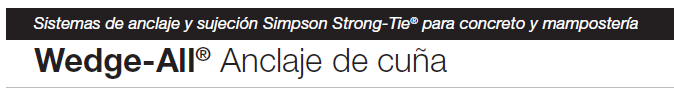 Sistemas de anclaje y sujeción Simpson Strong-Tie® para concreto y mampostería
Wedge-All® Anclaje de cuña